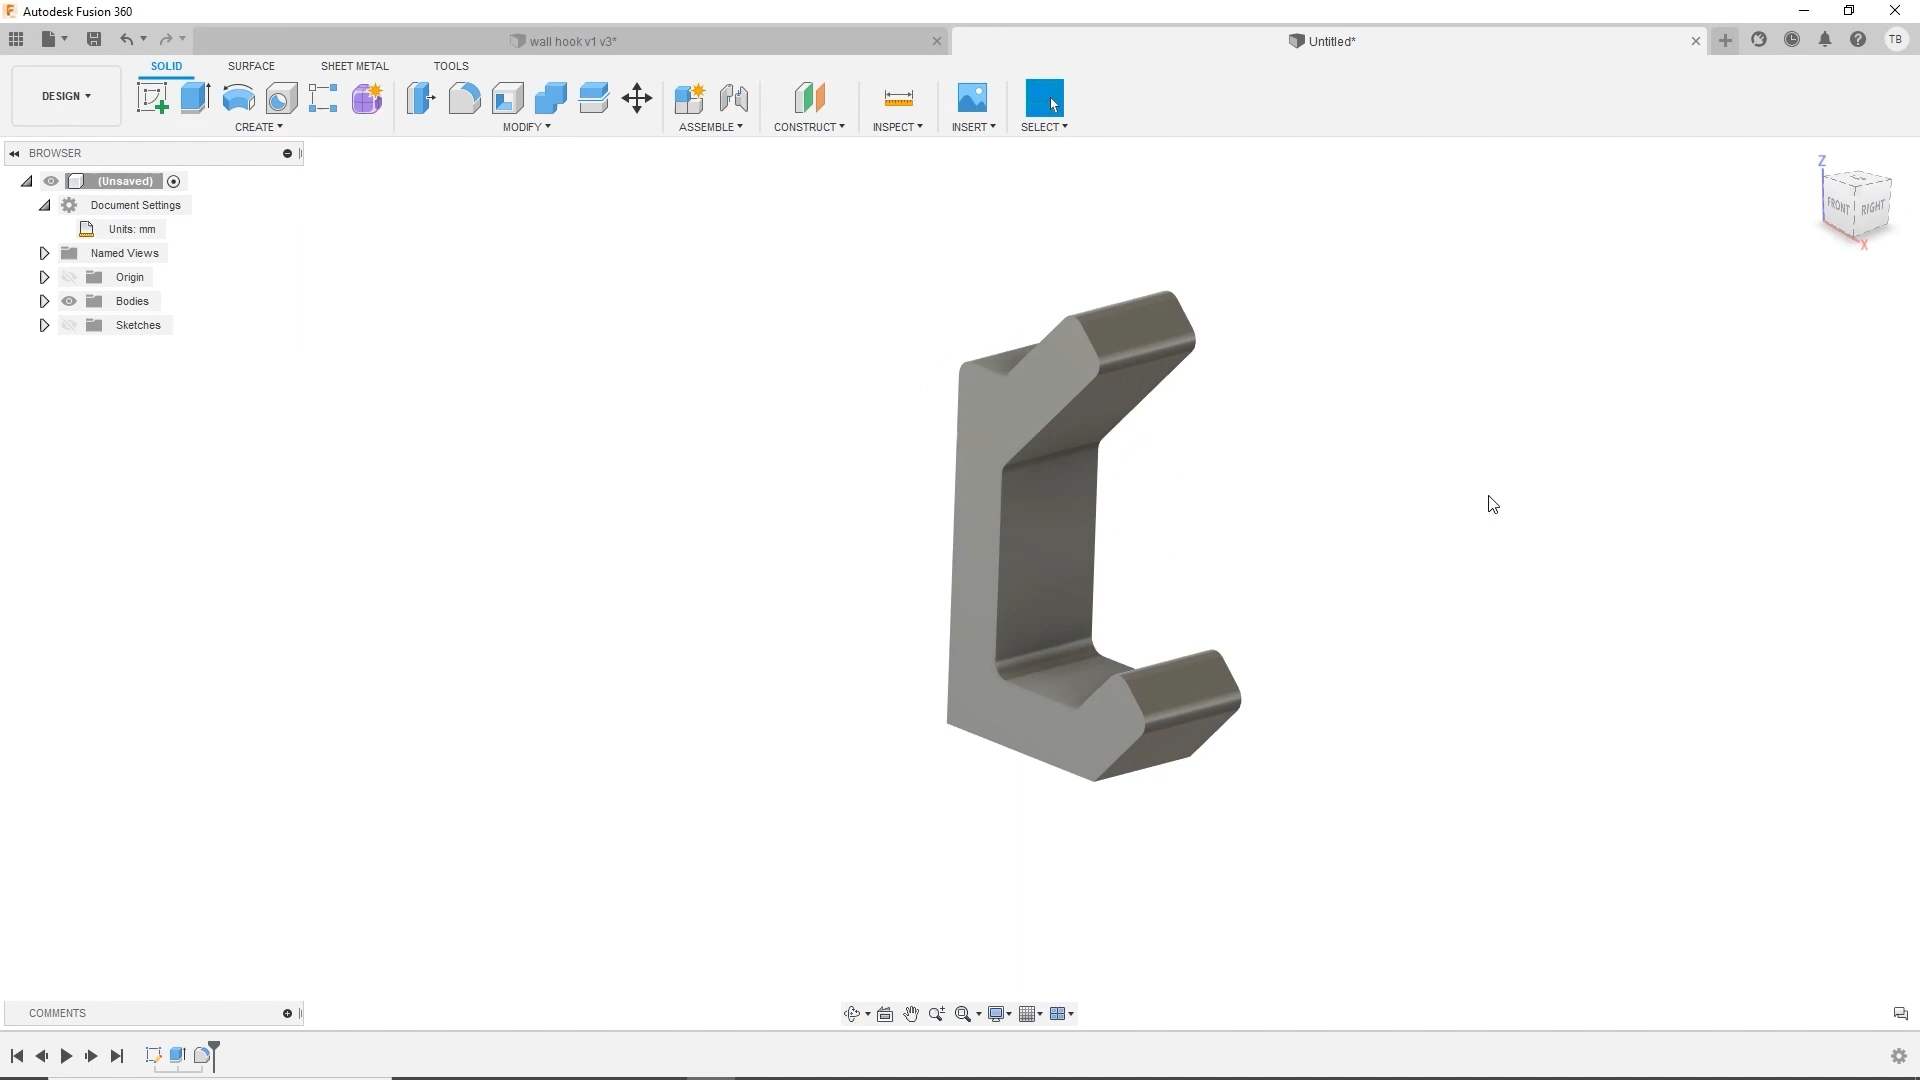 Autodesk Fusion 360
wall hook v1 v3*
Untitled*
TB
DESIGN
SOLID
SURFACE
SHEET METAL
TOOLS
CREATE
MODIFY
ASSEMBLE
CONSTRUCT
INSPECT
INSERT
SELECT
BROWSER
(Unsaved)
Document Settings
Units: mm
Named Views
Origin
Bodies
Sketches
Z
FRONT
RIGHT
X
COMMENTS